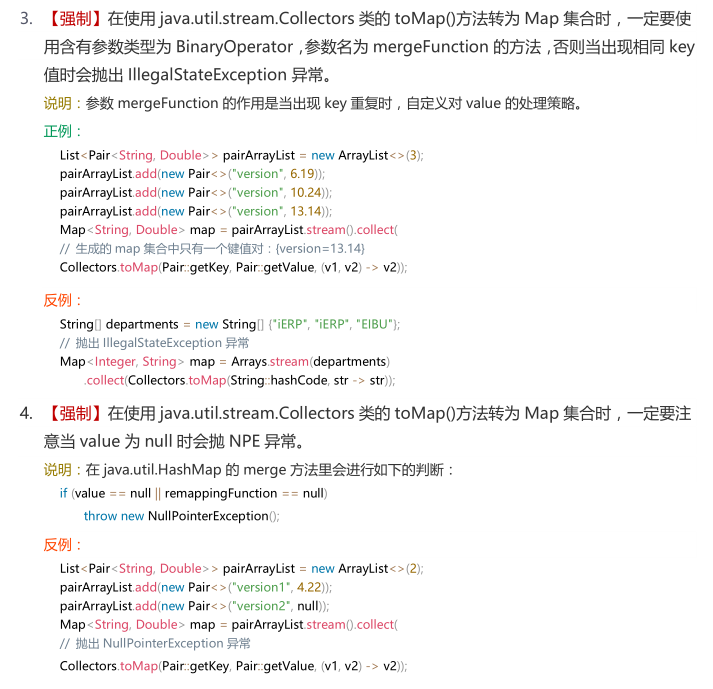 3. 【强制】在使用 java.util.stream.Collectors 类的 toMap()方法转为 Map 集合时，一定要使
用含有参数类型为 BinaryOperator，参数名为 mergeFunction 的方法，否则当出现相同 key
值时会抛出 IllegalStateException 异常。
说明：参数 mergeFunction 的作用是当出现 key 重复时，自定义对 value 的处理策略。
正例：
List<Pair<String, Double>> pairArrayList = new ArrayList<>(3);
pairArrayList.add(new Pair<>("version", 6.19));
pairArrayList.add(new Pair<>("version", 10.24));
pairArrayList.add(new Pair<>("version", 13.14));
Map<String, Double> map = pairArrayList.stream().collect(
// 生成的 map 集合中只有一个键值对：{version=13.14}
Collectors.toMap(Pair::getKey, Pair::getValue, (v1, v2) -> v2));
反例：
String[] departments = new String[] {"iERP", "iERP", "EIBU"};
// 抛出 IllegalStateException 异常
Map<Integer, String> map = Arrays.stream(departments)
.collect(Collectors.toMap(String::hashCode, str -> str));
4. 【强制】在使用 java.util.stream.Collectors 类的 toMap()方法转为 Map 集合时，一定要注
意当 value 为 null 时会抛 NPE 异常。
说明：在 java.util.HashMap 的 merge 方法里会进行如下的判断：
if (value == null || remappingFunction == null)
throw new NullPointerException();
反例：
List<Pair<String, Double>> pairArrayList = new ArrayList<>(2);
pairArrayList.add(new Pair<>("version1", 4.22));
pairArrayList.add(new Pair<>("version2", null));
Map<String, Double> map = pairArrayList.stream().collect(
// 抛出 NullPointerException 异常
Collectors.toMap(Pair::getKey, Pair::getValue, (v1, v2) -> v2));